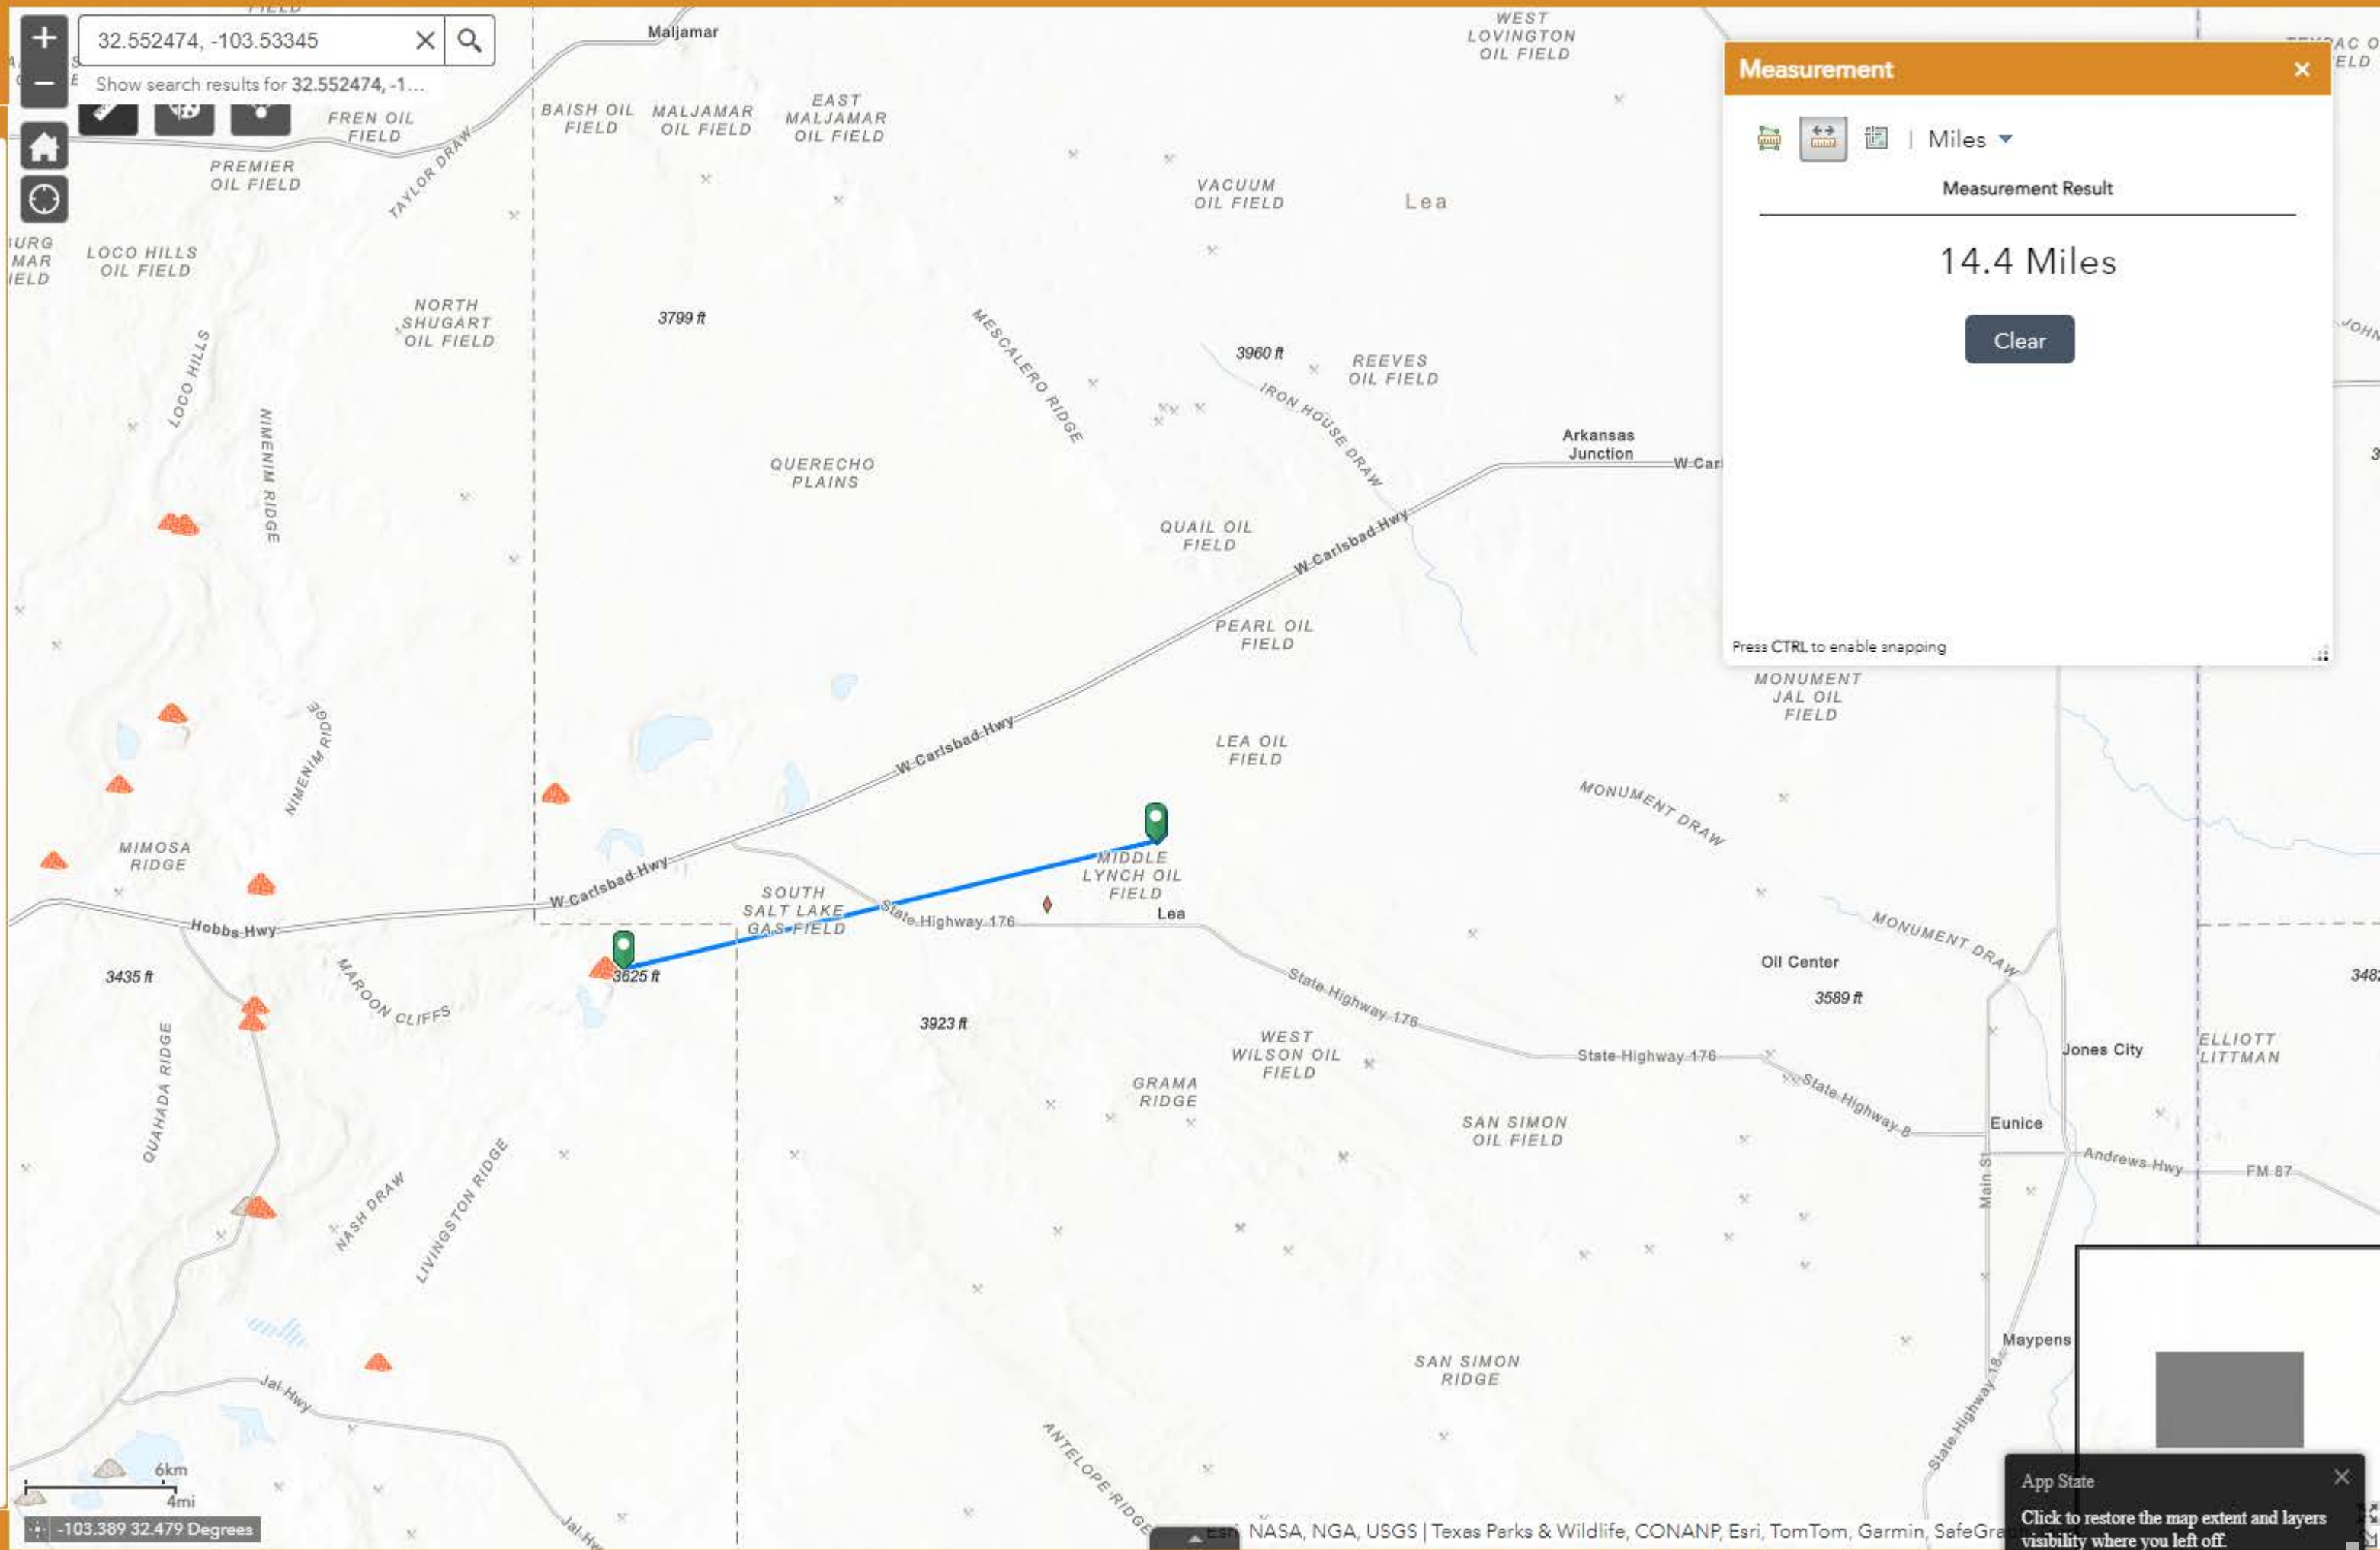 +
32.552474, -103.53345
−
Show search results for 32.552474, -1...
Maljamar
WEST
LOVINGTON
OIL FIELD
FREN OIL
FIELD
BAISH OIL
FIELD
MALJAMAR
OIL FIELD
EAST
MALJAMAR
OIL FIELD
PREMIER
OIL FIELD
TAYLOR DRAW
VACUUM
OIL FIELD
Lea
LOCO HILLS
OIL FIELD
NORTH
SHUGART
OIL FIELD
3799 ft
MESCALERO RIDGE
3960 ft
REEVES
OIL FIELD
IRON HOUSE DRAW
LOCO HILLS
NIMENIM RIDGE
QUERECHO
PLAINS
Arkansas
Junction
W Carl
QUAIL OIL
FIELD
W Carlsbad Hwy
PEARL OIL
FIELD
Measurement
Miles
Measurement Result
14.4 Miles
Clear
Press CTRL to enable snapping
MONUMENT
JAL OIL
FIELD
NIMENIM RIDGE
W Carlsbad Hwy
LEA OIL
FIELD
MONUMENT DRAW
MIMOSA
RIDGE
W Carlsbad Hwy
MIDDLE
LYNCH OIL
FIELD
SOUTH
SALT LAKE
GAS FIELD
State Highway 176
Lea
Hobbs Hwy
MONUMENT DRAW
3435 ft
MAROON CLIFFS
3625 ft
3923 ft
State Highway 176
Oil Center
3589 ft
QUAHADA RIDGE
WEST
WILSON OIL
FIELD
State Highway 176
Jones City
ELLIOTT
LITTMAN
GRAMA
RIDGE
State Highway 8
SAN SIMON
OIL FIELD
Eunice
Andrews Hwy
FM 87
Main St
NASH DRAW
LIVINGSTON RIDGE
Maypens
SAN SIMON
RIDGE
State Highway 18
Jal Hwy
ANTELOPE RIDGE
6km
4mi
Jal Hw
-103.389 32.479 Degrees
Esri, NASA, NGA, USGS | Texas Parks & Wildlife, CONANP, Esri, TomTom, Garmin, SafeGra
App State
Click to restore the map extent and layers
visibility where you left off.